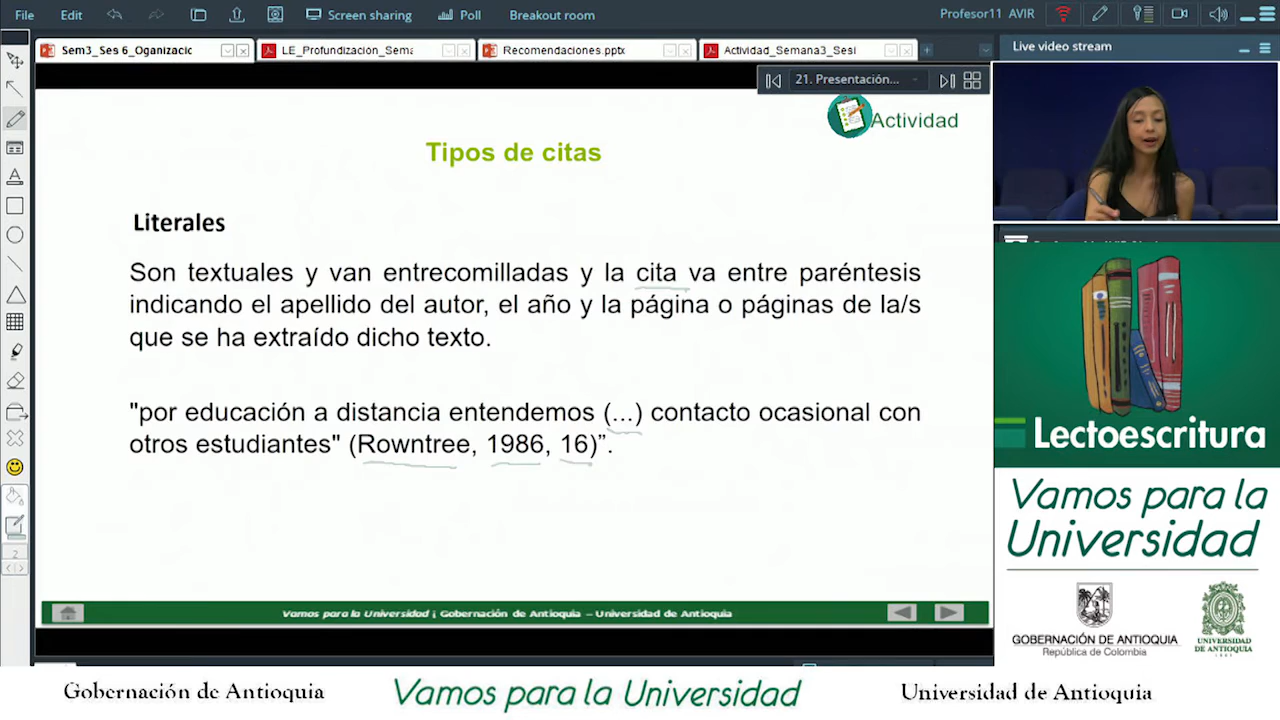 File Edit Screen sharing Poll Breakout room Profesor11 AVIR
Sem3_Ses 6_Oganizacic LE_Profundizacion_Sema Recomendaciones.pptx Actividad_Semana3_Sesi
Live video stream
21. Presentación...
Actividad
Tipos de citas
Literales
Son textuales y van entrecomilladas y la cita va entre paréntesis
indicando el apellido del autor, el año y la página o páginas de la/s
que se ha extraído dicho texto.
"por educación a distancia entendemos (...) contacto ocasional con
otros estudiantes" (Rowntree, 1986, 16)”.
2
Vamos para la Universidad ¡ Gobernación de Antioquia – Universidad de Antioquia
Lectoescritura
Vamos para la
Universidad
GOBERNACIÓN DE ANTIOQUIA
República de Colombia
UNIVERSIDAD
DE ANTIOQUIA
Gobernación de Antioquia Vamos para la Universidad Universidad de Antioquia